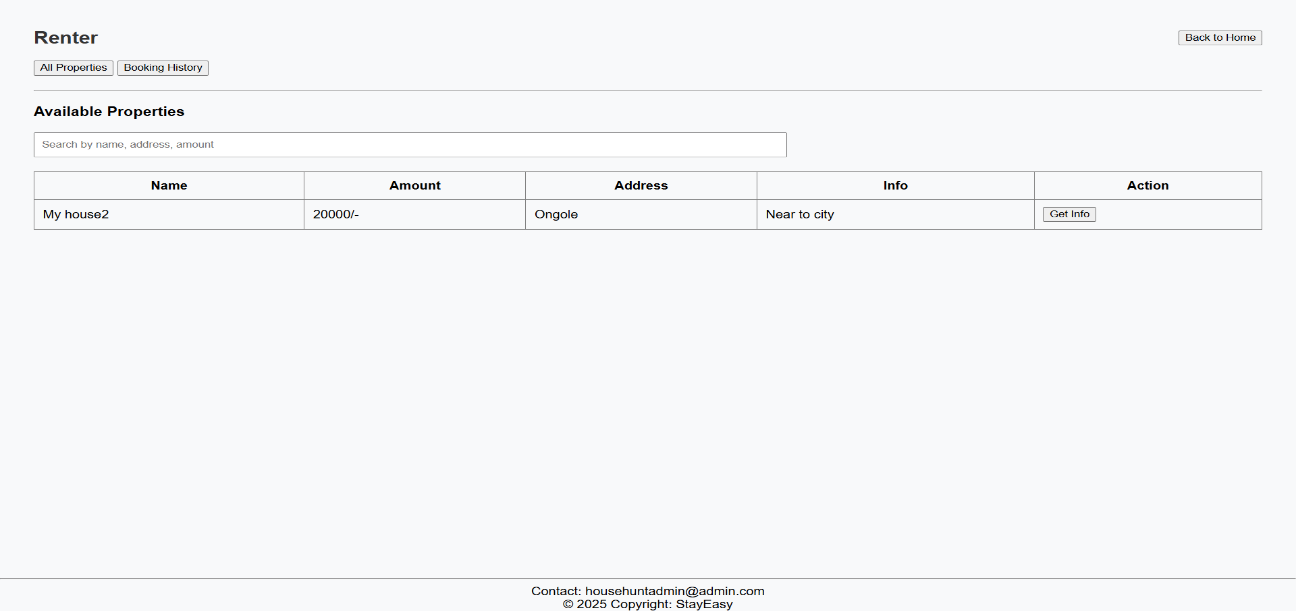 Renter
Back to Home
All Properties Booking History
Available Properties
Search by name, address, amount
Name Amount Address Info Action
My house2 20000/- Ongole Near to city Get Info
Contact: househuntadmin@admin.com
© 2025 Copyright: StayEasy